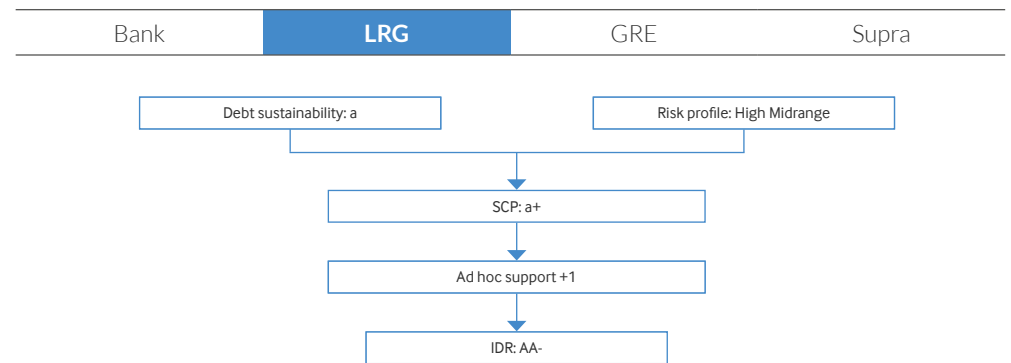 Bank LRG GRE Supra
Debt sustainability: a
Risk profile: High Midrange
SCP: a+
Ad hoc support +1
IDR: AA-